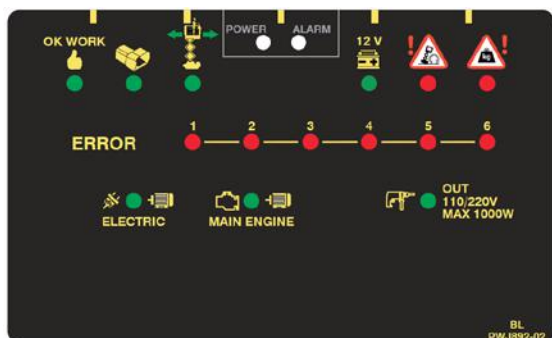 POWER ALARM
OK WORK
12 V
! ! kg !
ERROR
1 2 3 4 5 6
ELECTRIC
MAIN ENGINE
OUT
110/220V
MAX 1000W
BL